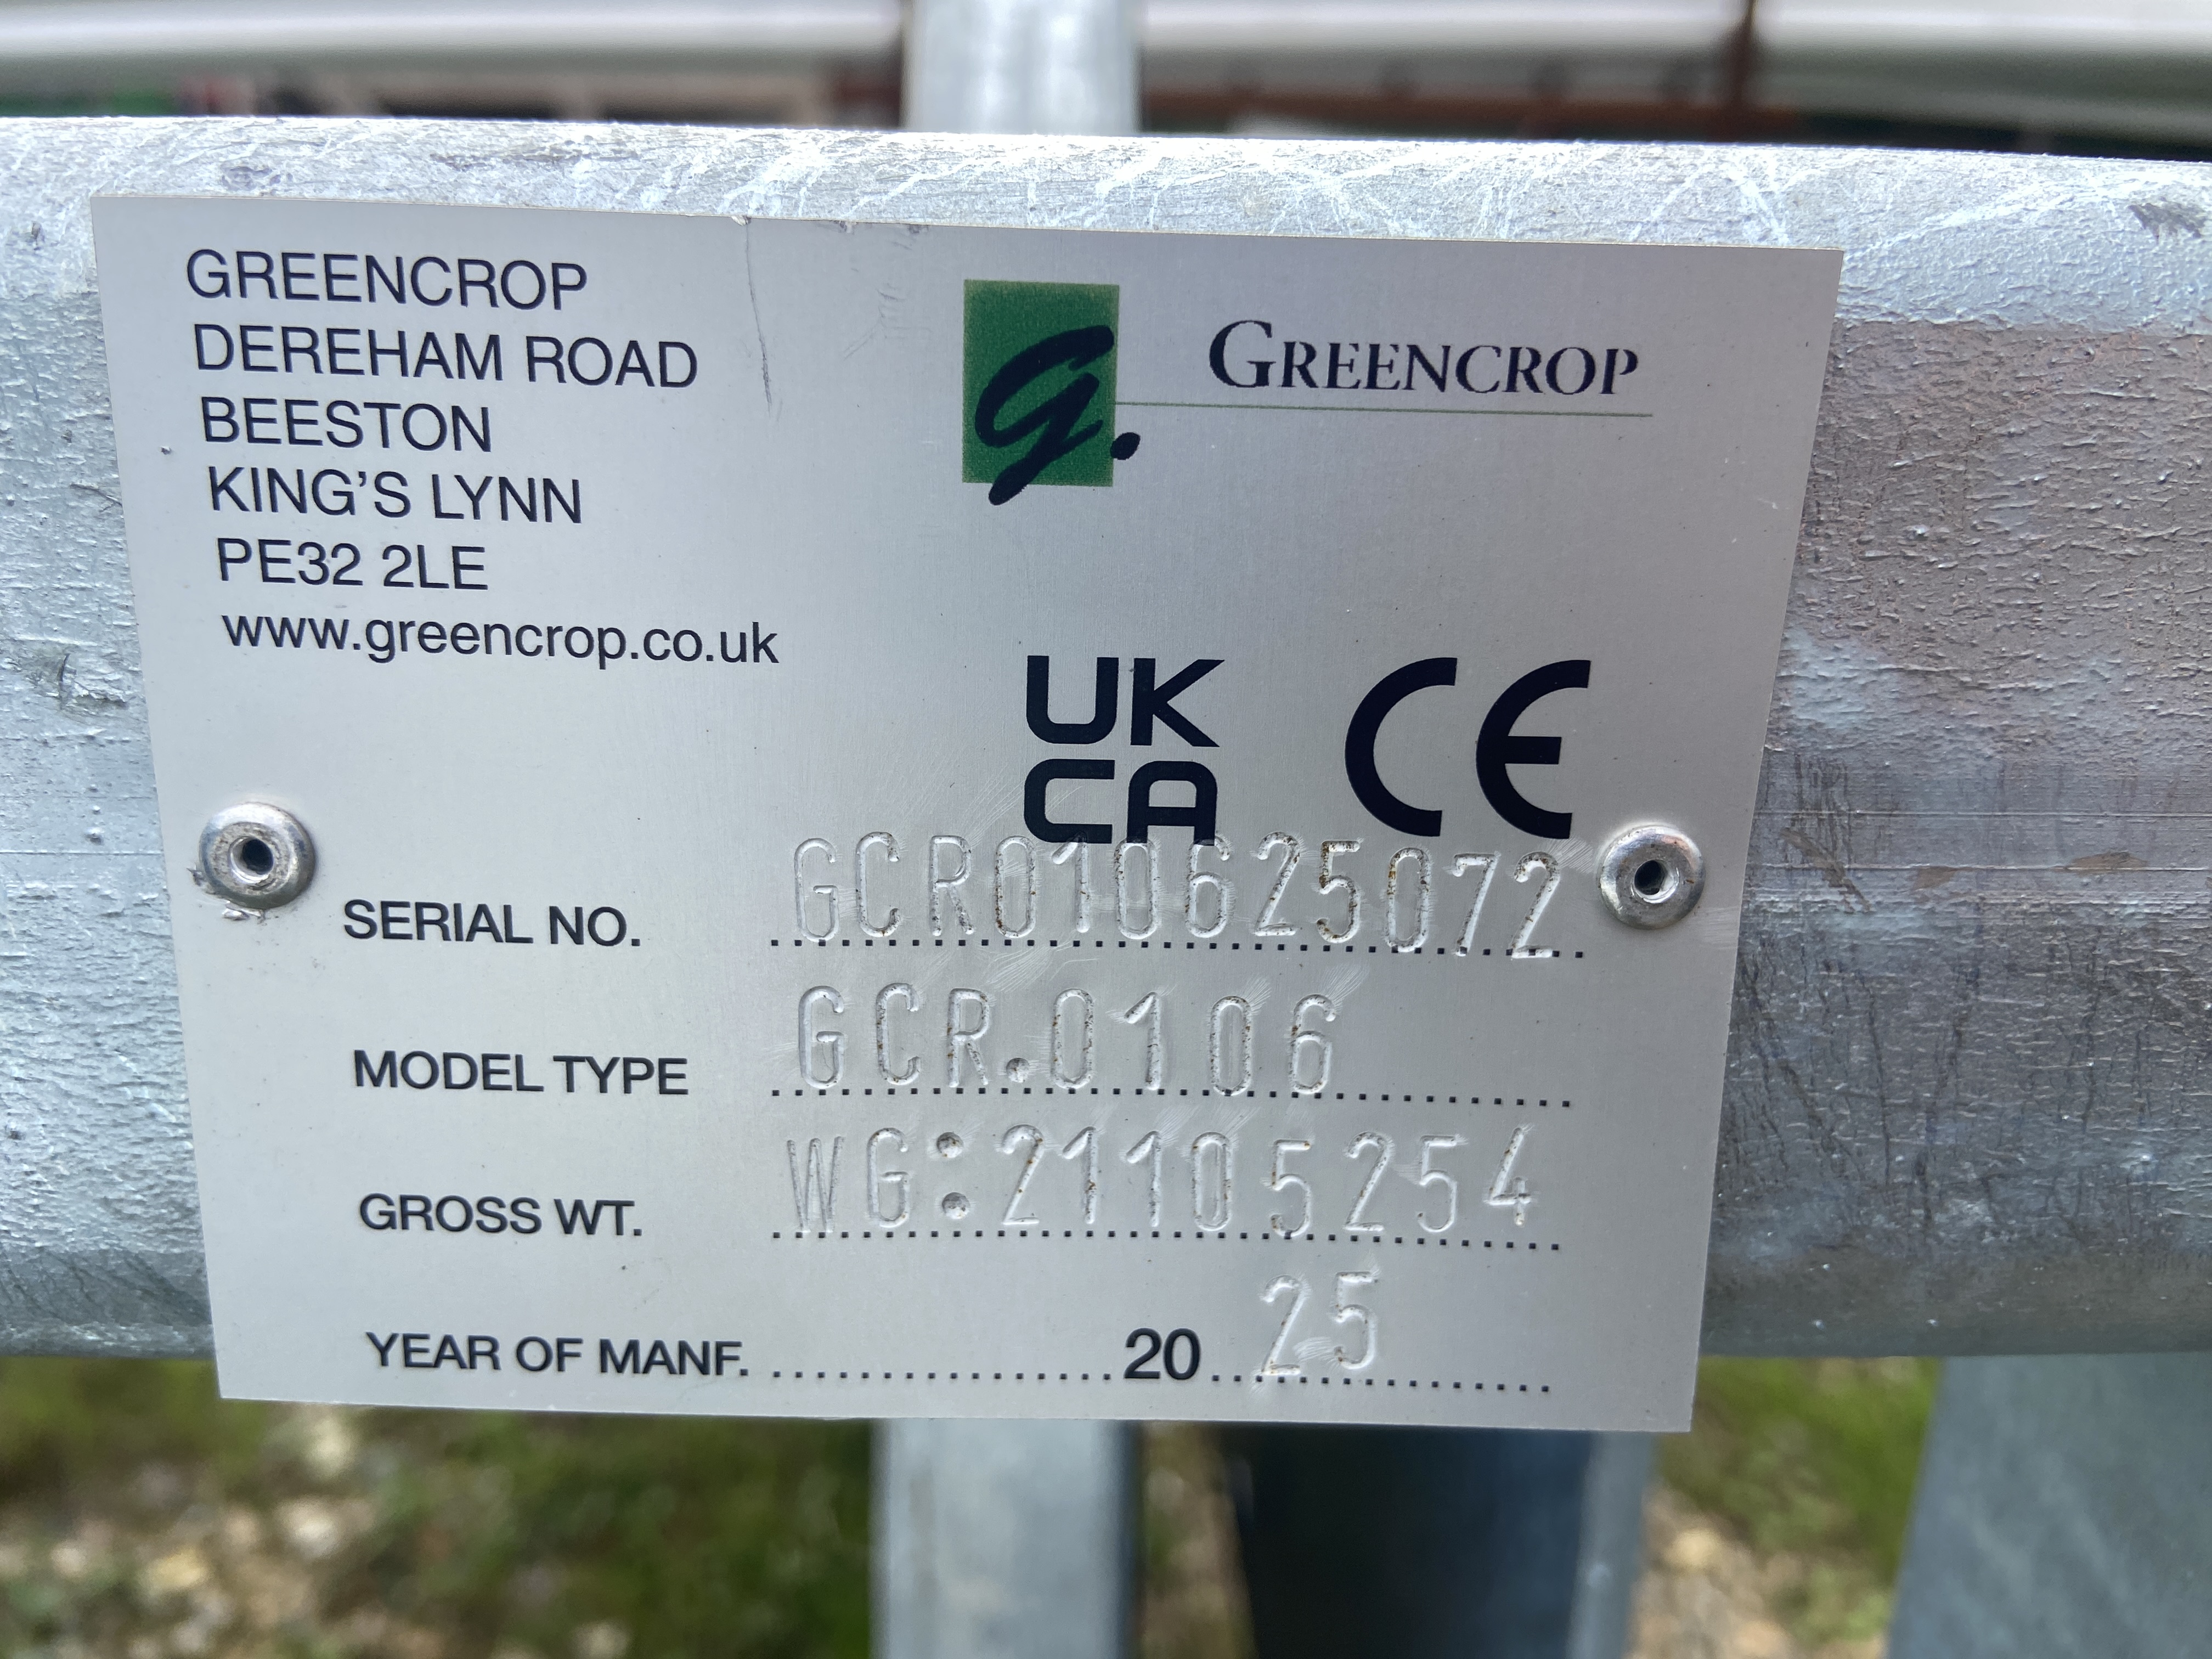 GREENCROP
DEREHAM ROAD
BEESTON
KING'S LYNN
PE32 2LE
www.greencrop.co.uk
g.
GREENCROP
UK
CA
CE
SERIAL NO. GCR010625072
MODEL TYPE GCR.0106
GROSS WT. WG:21105254
YEAR OF MANF. 20 25